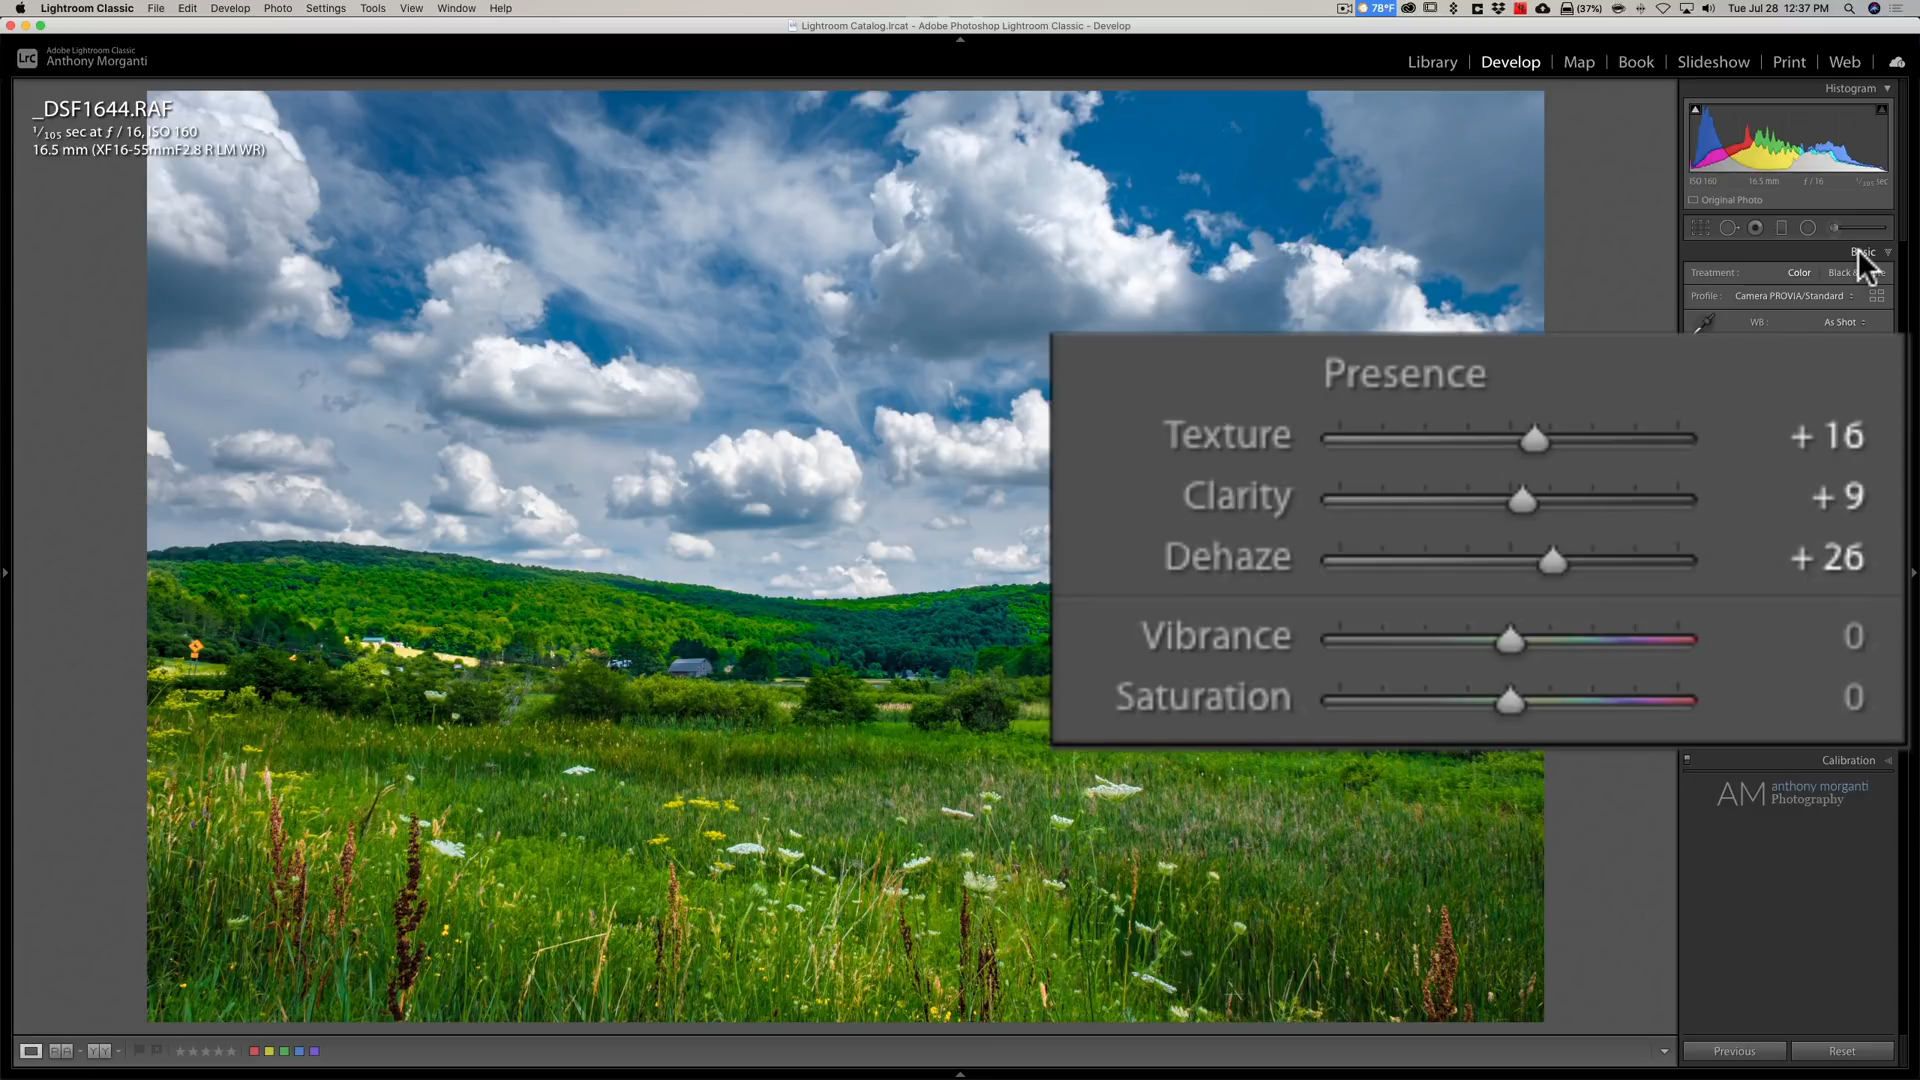 Lightroom Classic File Edit Develop Photo Settings Tools View Window Help
78°F (37%) Tue Jul 28 12:37 PM
Lightroom Catalog.lrcat - Adobe Photoshop Lightroom Classic - Develop
LrC
Adobe Lightroom Classic
Anthony Morganti
Library | Develop | Map | Book | Slideshow | Print | Web
_DSF1644.RAF
1/105 sec at ƒ / 16, ISO 160
16.5 mm (XF16-55mmF2.8 R LM WR)
Histogram
ISO 160 16.5 mm ƒ / 16 1/105 sec
Original Photo
Basic
Treatment : Color
Profile : Camera PROVIA/Standard
WB : As Shot
Presence
Texture + 16
Clarity + 9
Dehaze + 26
Vibrance 0
Saturation 0
Calibration
AM anthony morganti
Photography
Previous Reset